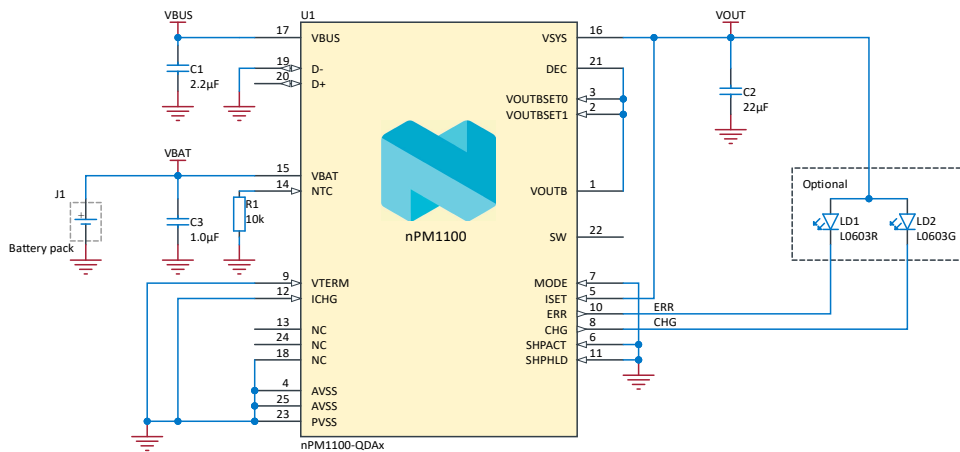 VBUS
U1
VOUT
17 VBUS
VSYS 16
C1
2.2µF
19 D-
20 D+
DEC 21
VOUTBSET0 3
VOUTBSET1 2
C2
22µF
VBAT
15 VBAT
14 NTC
J1
C3
1.0µF
R1
10k
Battery pack
nPM1100
VOUTB 1
SW 22
Optional
LD1
L0603R
LD2
L0603G
9 VTERM
12 ICHG
MODE 7
ISET 5
ERR 10 ERR
CHG 8 CHG
SHPACT 6
SHPHLD 11
13 NC
24 NC
18 NC
4 AVSS
25 AVSS
23 PVSS
nPM1100-QDAx